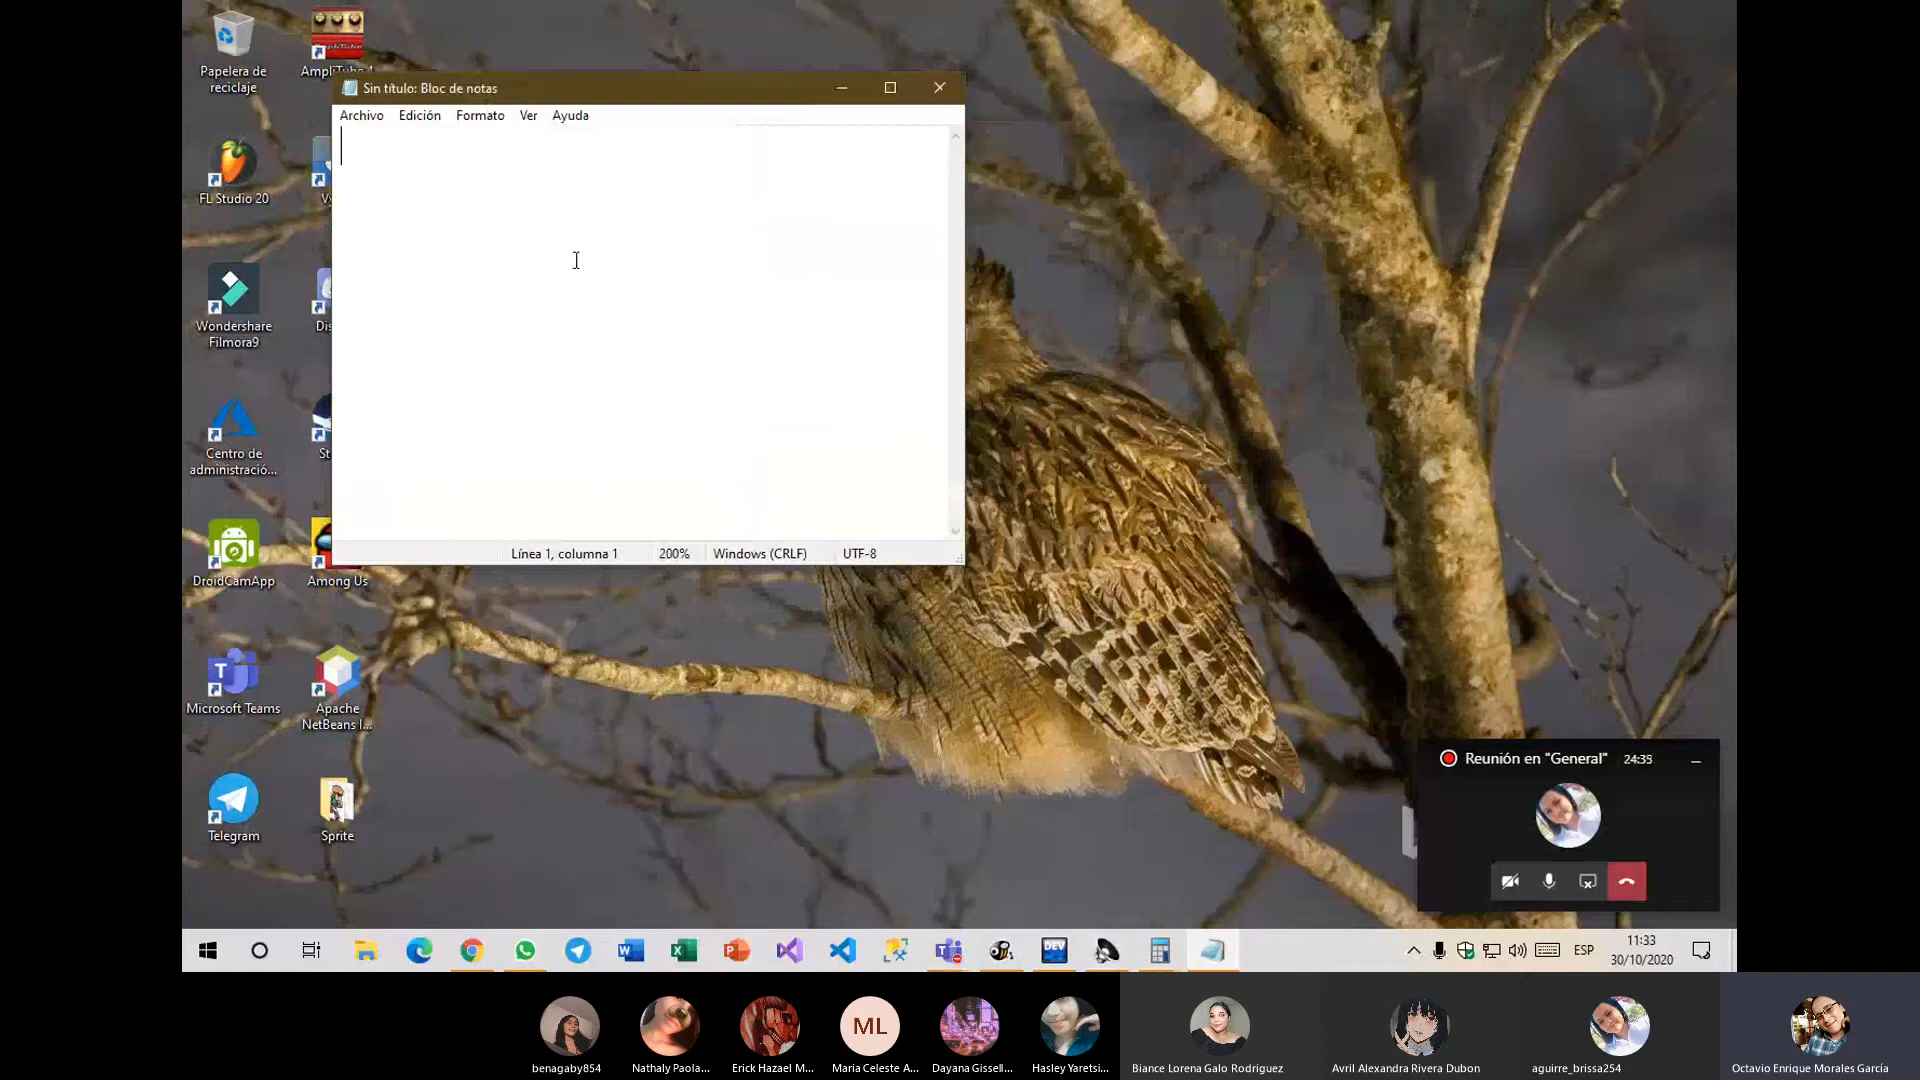 Papelera de
reciclaje
FL Studio 20
Wondershare
Filmora9
Centro de
administració...
DroidCamApp
Among Us
Microsoft Teams
Apache
NetBeans I...
Telegram
Sprite
Sin título: Bloc de notas
Archivo Edición Formato Ver Ayuda
Línea 1, columna 1 200% Windows (CRLF) UTF-8
Reunión en "General" 24:35
DEV
ESP
11:33
30/10/2020
ML
benagaby854
Nathaly Paola...
Erick Hazael M...
Maria Celeste A...
Dayana Gissell...
Hasley Yaretsi...
Biance Lorena Galo Rodriguez
Avril Alexandra Rivera Dubon
aguirre_brissa254
Octavio Enrique Morales García